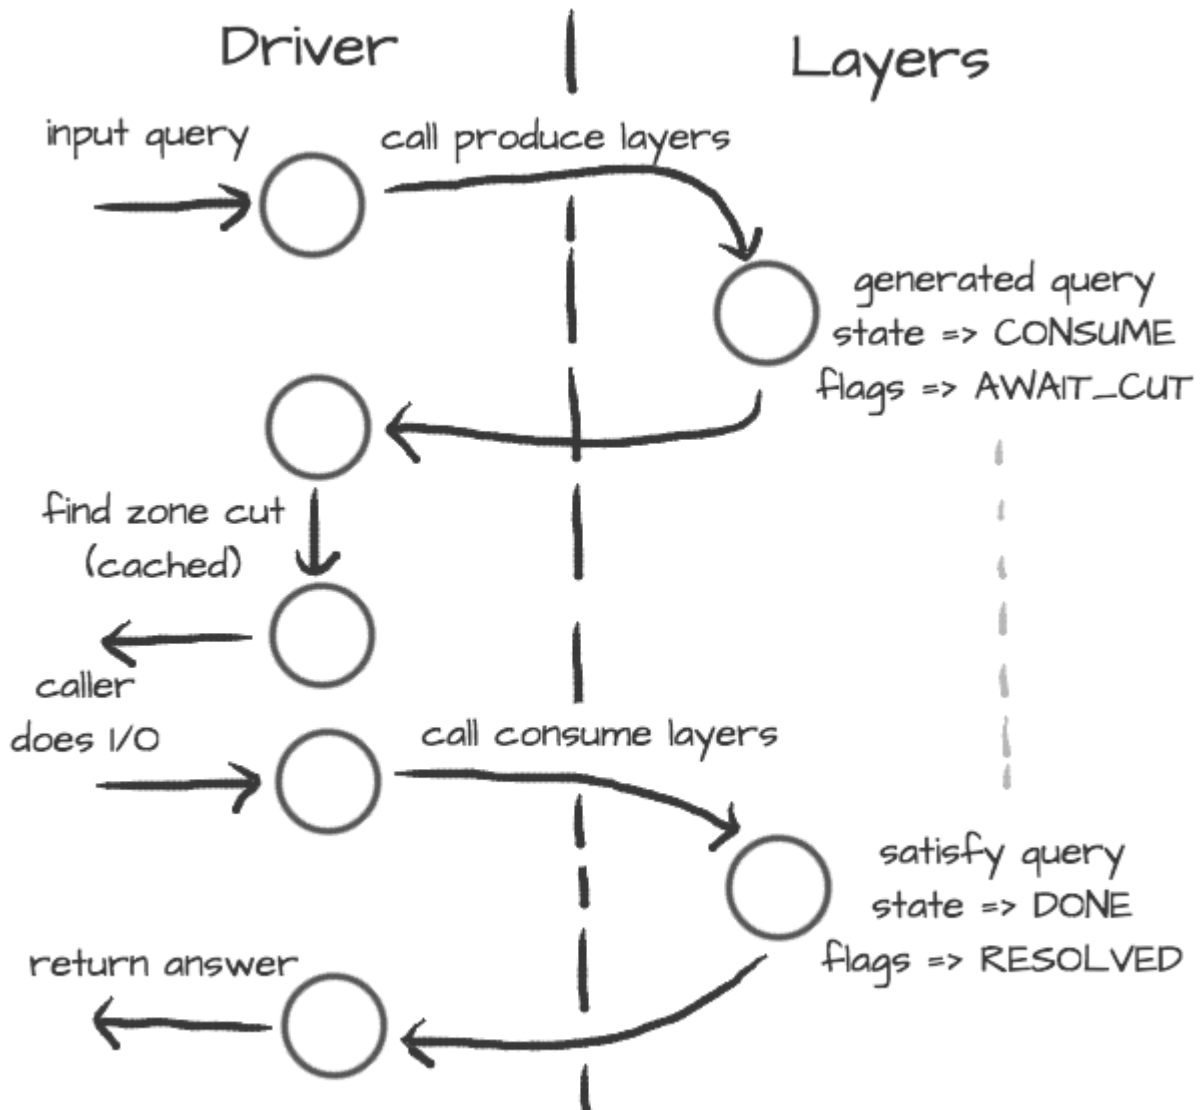 Driver
Layers
input query
call produce layers
generated query
state => CONSUME
flags => AWAIT_CUT
find zone cut
(cached)
caller
does I/O
call consume layers
satisfy query
state => DONE
flags => RESOLVED
return answer